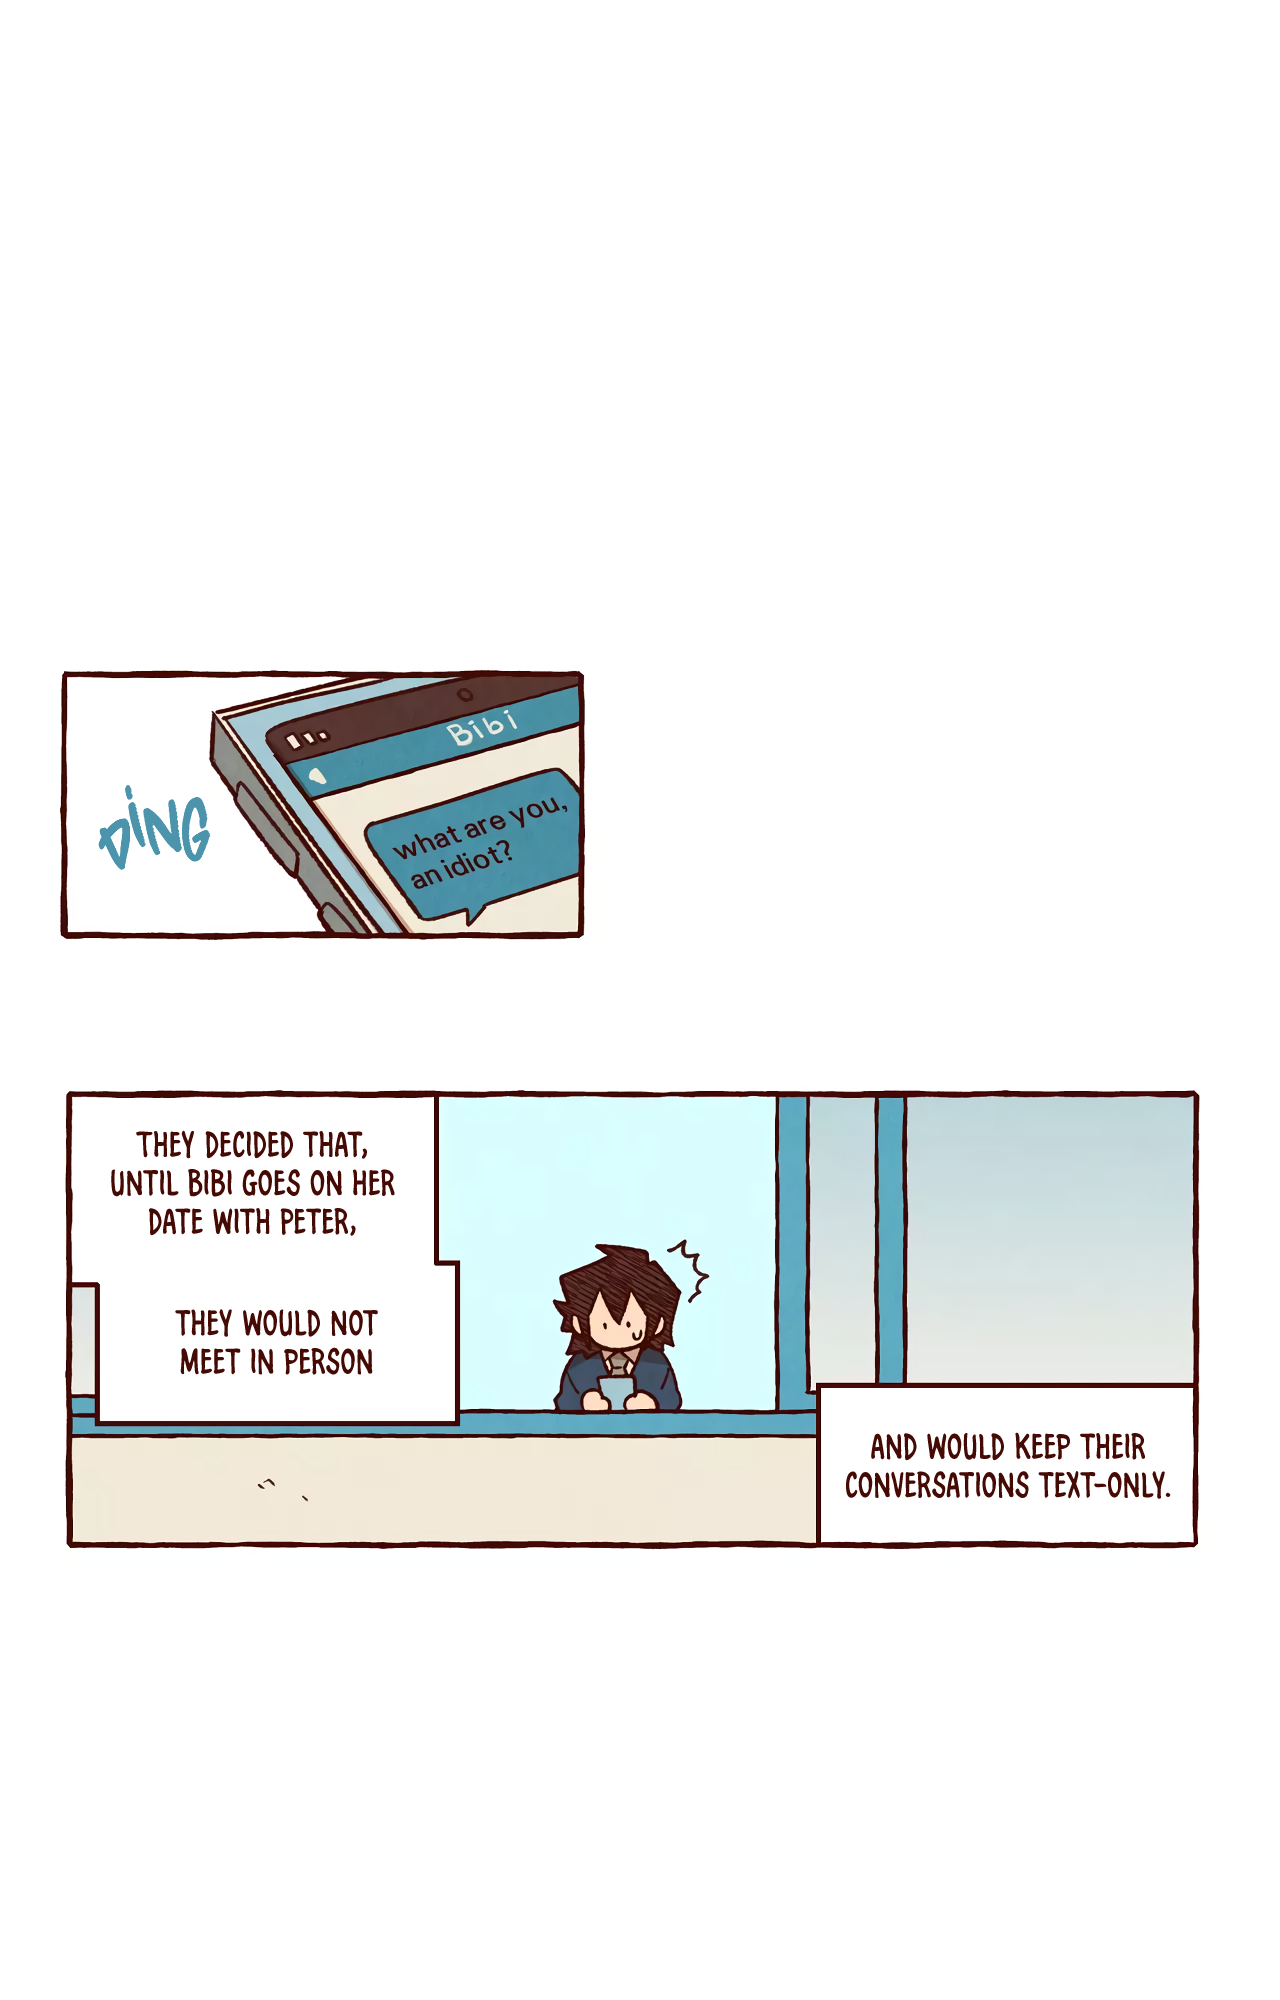 Bibi
DING
what are you,
an idiot?
THEY DECIDED THAT,
UNTIL BIBI GOES ON HER
DATE WITH PETER,
THEY WOULD NOT
MEET IN PERSON
AND WOULD KEEP THEIR
CONVERSATIONS TEXT-ONLY.